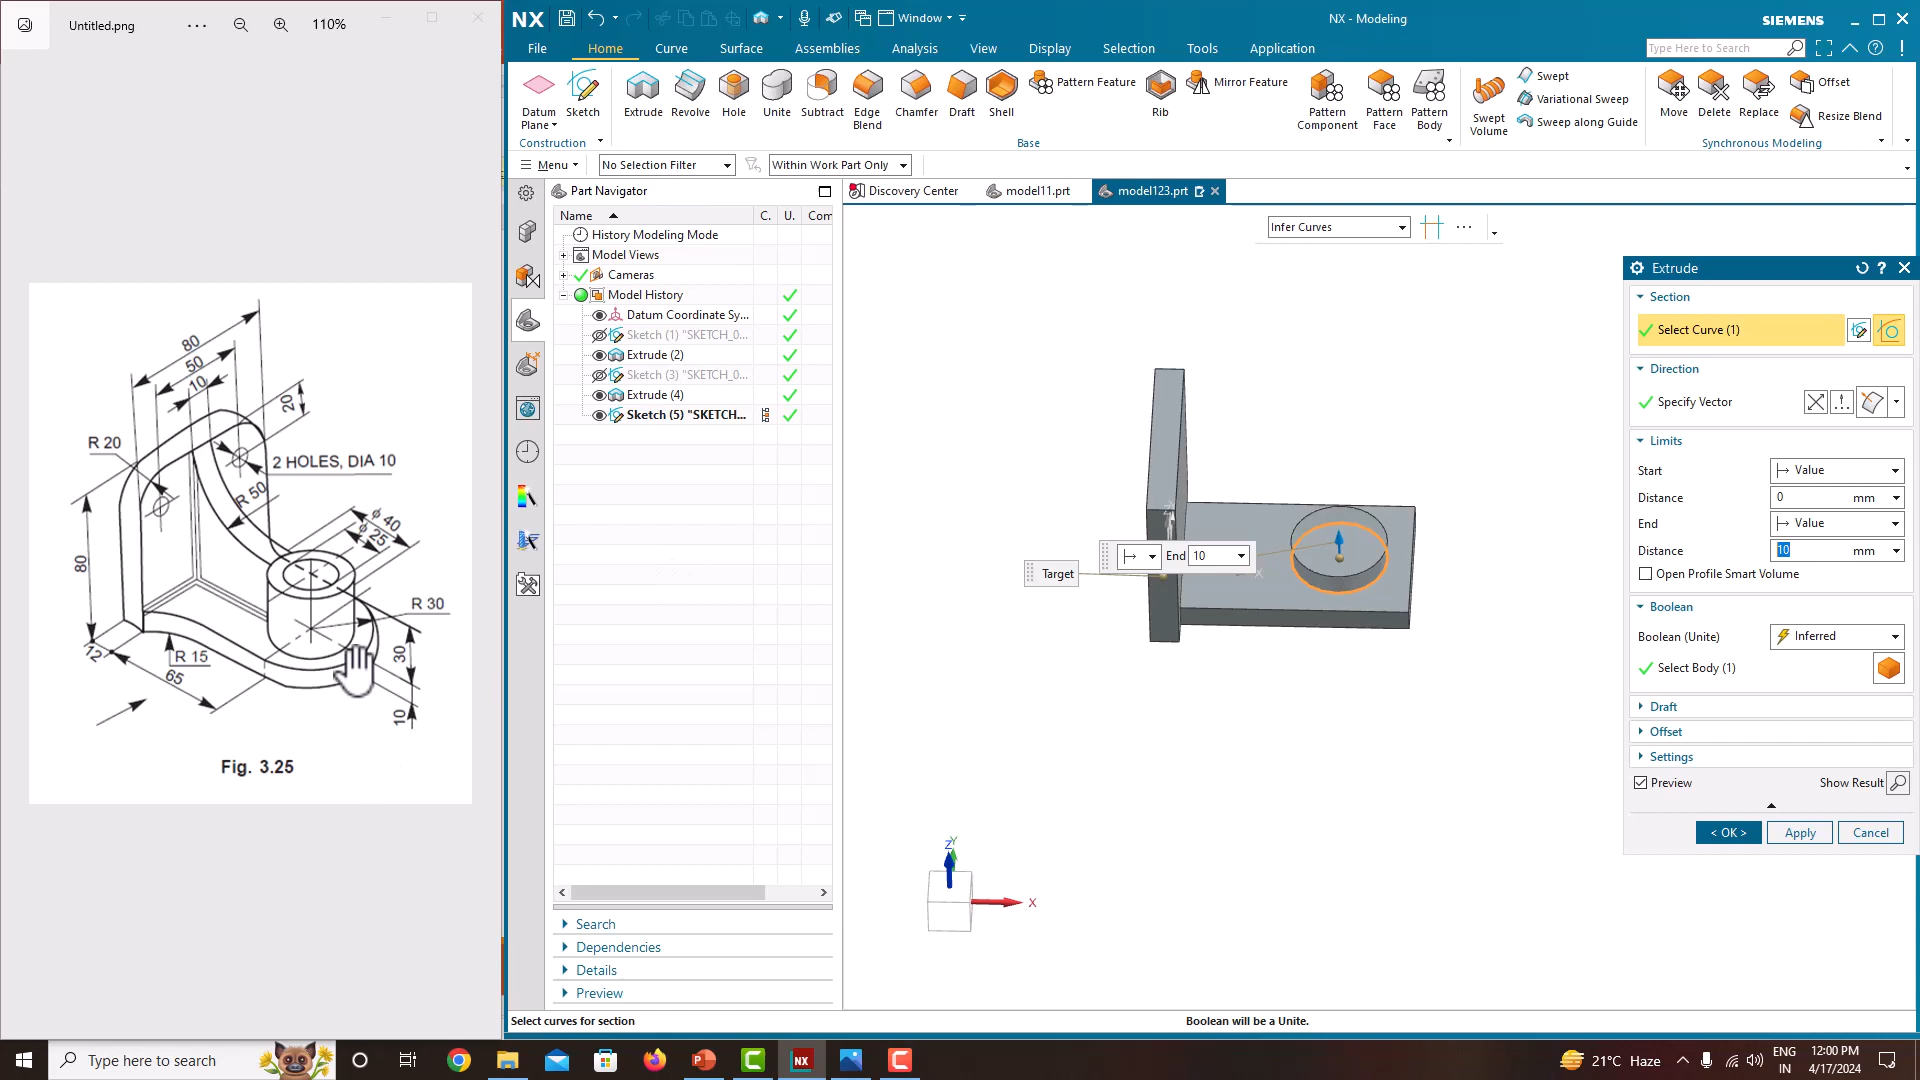 Untitled.png
110%
80
50
10
20
R 20
2 HOLES, DIA 10
R 50
ϕ 40
ϕ 25
80
R 30
12
R 15
65
30
10
Fig. 3.25
NX
Window
NX - Modeling
SIEMENS
File
Home
Curve
Surface
Assemblies
Analysis
View
Display
Selection
Tools
Application
Type Here to Search
Datum Plane
Sketch
Extrude
Revolve
Hole
Unite
Subtract
Edge Blend
Chamfer
Draft
Shell
Pattern Feature
Rib
Mirror Feature
Pattern Component
Pattern Face
Pattern Body
Swept Volume
Swept
Variational Sweep
Sweep along Guide
Move
Delete
Replace
Offset
Resize Blend
Construction
Base
Synchronous Modeling
Menu
No Selection Filter
Within Work Part Only
Part Navigator
Discovery Center
model11.prt
model123.prt
Name
C.
U.
Com
History Modeling Mode
Model Views
Cameras
Model History
Datum Coordinate Sy...
Sketch (1) "SKETCH_0...
Extrude (2)
Sketch (3) "SKETCH_0...
Extrude (4)
Sketch (5) "SKETCH...
Search
Dependencies
Details
Preview
Infer Curves
Target
End 10
X
Z
Y
X
Extrude
Section
Select Curve (1)
Direction
Specify Vector
Limits
Start
Value
Distance
0 mm
End
Value
Distance
10 mm
Open Profile Smart Volume
Boolean
Boolean (Unite)
Inferred
Select Body (1)
Draft
Offset
Settings
Preview
Show Result
< OK >
Apply
Cancel
Select curves for section
Boolean will be a Unite.
Type here to search
NX
21°C Haze
ENG
IN
12:00 PM
4/17/2024